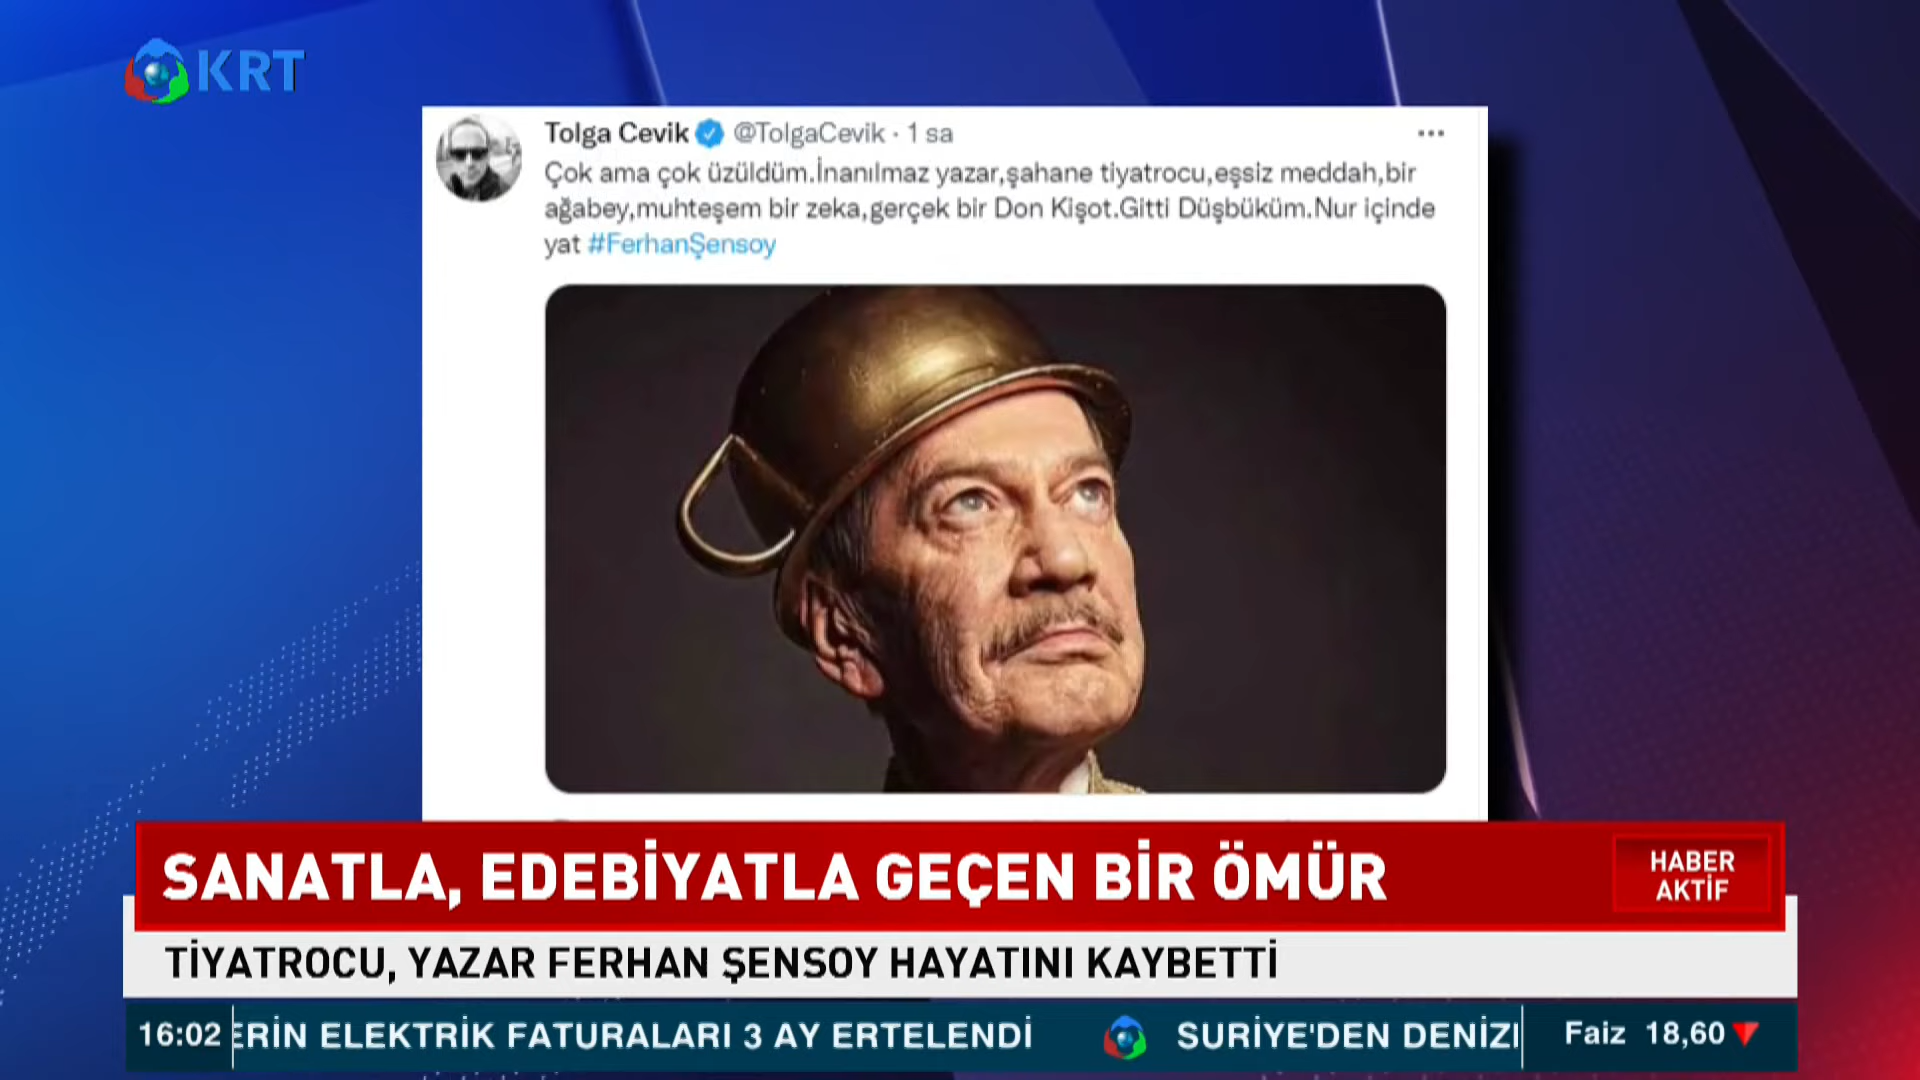 KRT
Tolga Cevik @TolgaCevik · 1 sa
Çok ama çok üzüldüm.İnanılmaz yazar,şahane tiyatrocu,eşsiz meddah,bir
ağabey,muhteşem bir zeka,gerçek bir Don Kişot.Gitti Düşbüküm.Nur içinde
yat #FerhanŞensoy
SANATLA, EDEBİYATLA GEÇEN BİR ÖMÜR
HABER
AKTİF
TİYATROCU, YAZAR FERHAN ŞENSOY HAYATINI KAYBETTİ
16:02 ERİN ELEKTRİK FATURALARI 3 AY ERTELENDİ SURİYE'DEN DENİZ Faiz 18,60